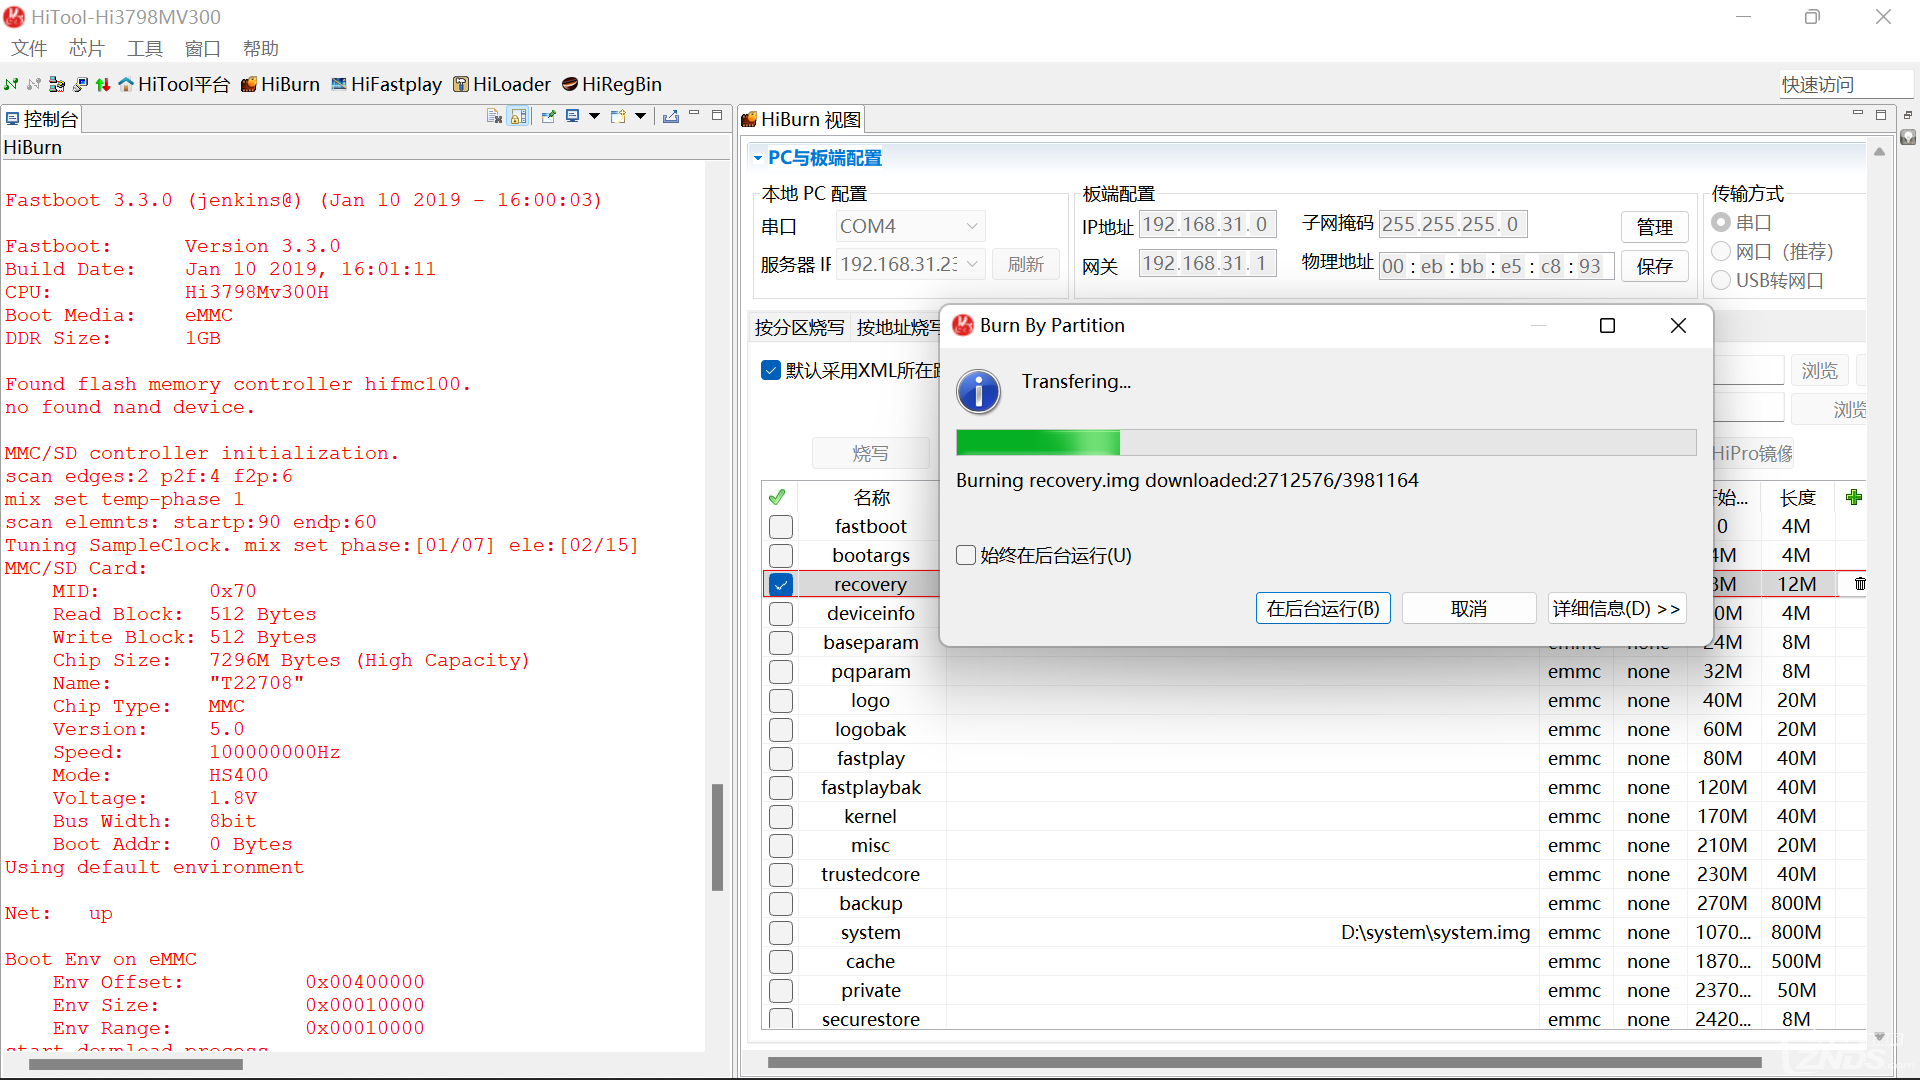 HiTool-Hi3798MV300
文件 芯片 工具 窗口 帮助
HiTool平台 HiBurn HiFastplay HiLoader HiRegBin
快速访问
控制台
HiBurn
Fastboot 3.3.0 (jenkins@) (Jan 10 2019 - 16:00:03)
Fastboot: Version 3.3.0
Build Date: Jan 10 2019, 16:01:11
CPU: Hi3798Mv300H
Boot Media: eMMC
DDR Size: 1GB
Found flash memory controller hifmc100.
no found nand device.
MMC/SD controller initialization.
scan edges:2 p2f:4 f2p:6
mix set temp-phase 1
scan elemnts: startp:90 endp:60
Tuning SampleClock. mix set phase:[01/07] ele:[02/15]
MMC/SD Card:
MID: 0x70
Read Block: 512 Bytes
Write Block: 512 Bytes
Chip Size: 7296M Bytes (High Capacity)
Name: "T22708"
Chip Type: MMC
Version: 5.0
Speed: 100000000Hz
Mode: HS400
Voltage: 1.8V
Bus Width: 8bit
Boot Addr: 0 Bytes
Using default environment
Net: up
Boot Env on eMMC
Env Offset: 0x00400000
Env Size: 0x00010000
Env Range: 0x00010000
start download process
HiBurn 视图
PC与板端配置
本地 PC 配置
串口 COM4
服务器 IF 192.168.31.23 刷新
板端配置
IP地址 192.168.31. 0 子网掩码 255.255.255. 0 管理
网关 192.168.31. 1 物理地址 00 : eb : bb : e5 : c8 : 93 保存
传输方式
串口
网口（推荐）
USB转网口
按分区烧写 按地址烧写
默认采用XML所在
浏览
浏览
烧写 HiPro镜像
Burn By Partition
Transfering...
Burning recovery.img downloaded:2712576/3981164
始终在后台运行(U)
在后台运行(B) 取消 详细信息(D) >>
名称 始... 长度
fastboot 0 4M
bootargs 4M 4M
recovery 8M 12M
deviceinfo 0M 4M
baseparam emmc none 24M 8M
pqparam emmc none 32M 8M
logo emmc none 40M 20M
logobak emmc none 60M 20M
fastplay emmc none 80M 40M
fastplaybak emmc none 120M 40M
kernel emmc none 170M 40M
misc emmc none 210M 20M
trustedcore emmc none 230M 40M
backup emmc none 270M 800M
system D:\system\system.img emmc none 1070... 800M
cache emmc none 1870... 500M
private emmc none 2370... 50M
securestore emmc none 2420... 8M
ZNDS